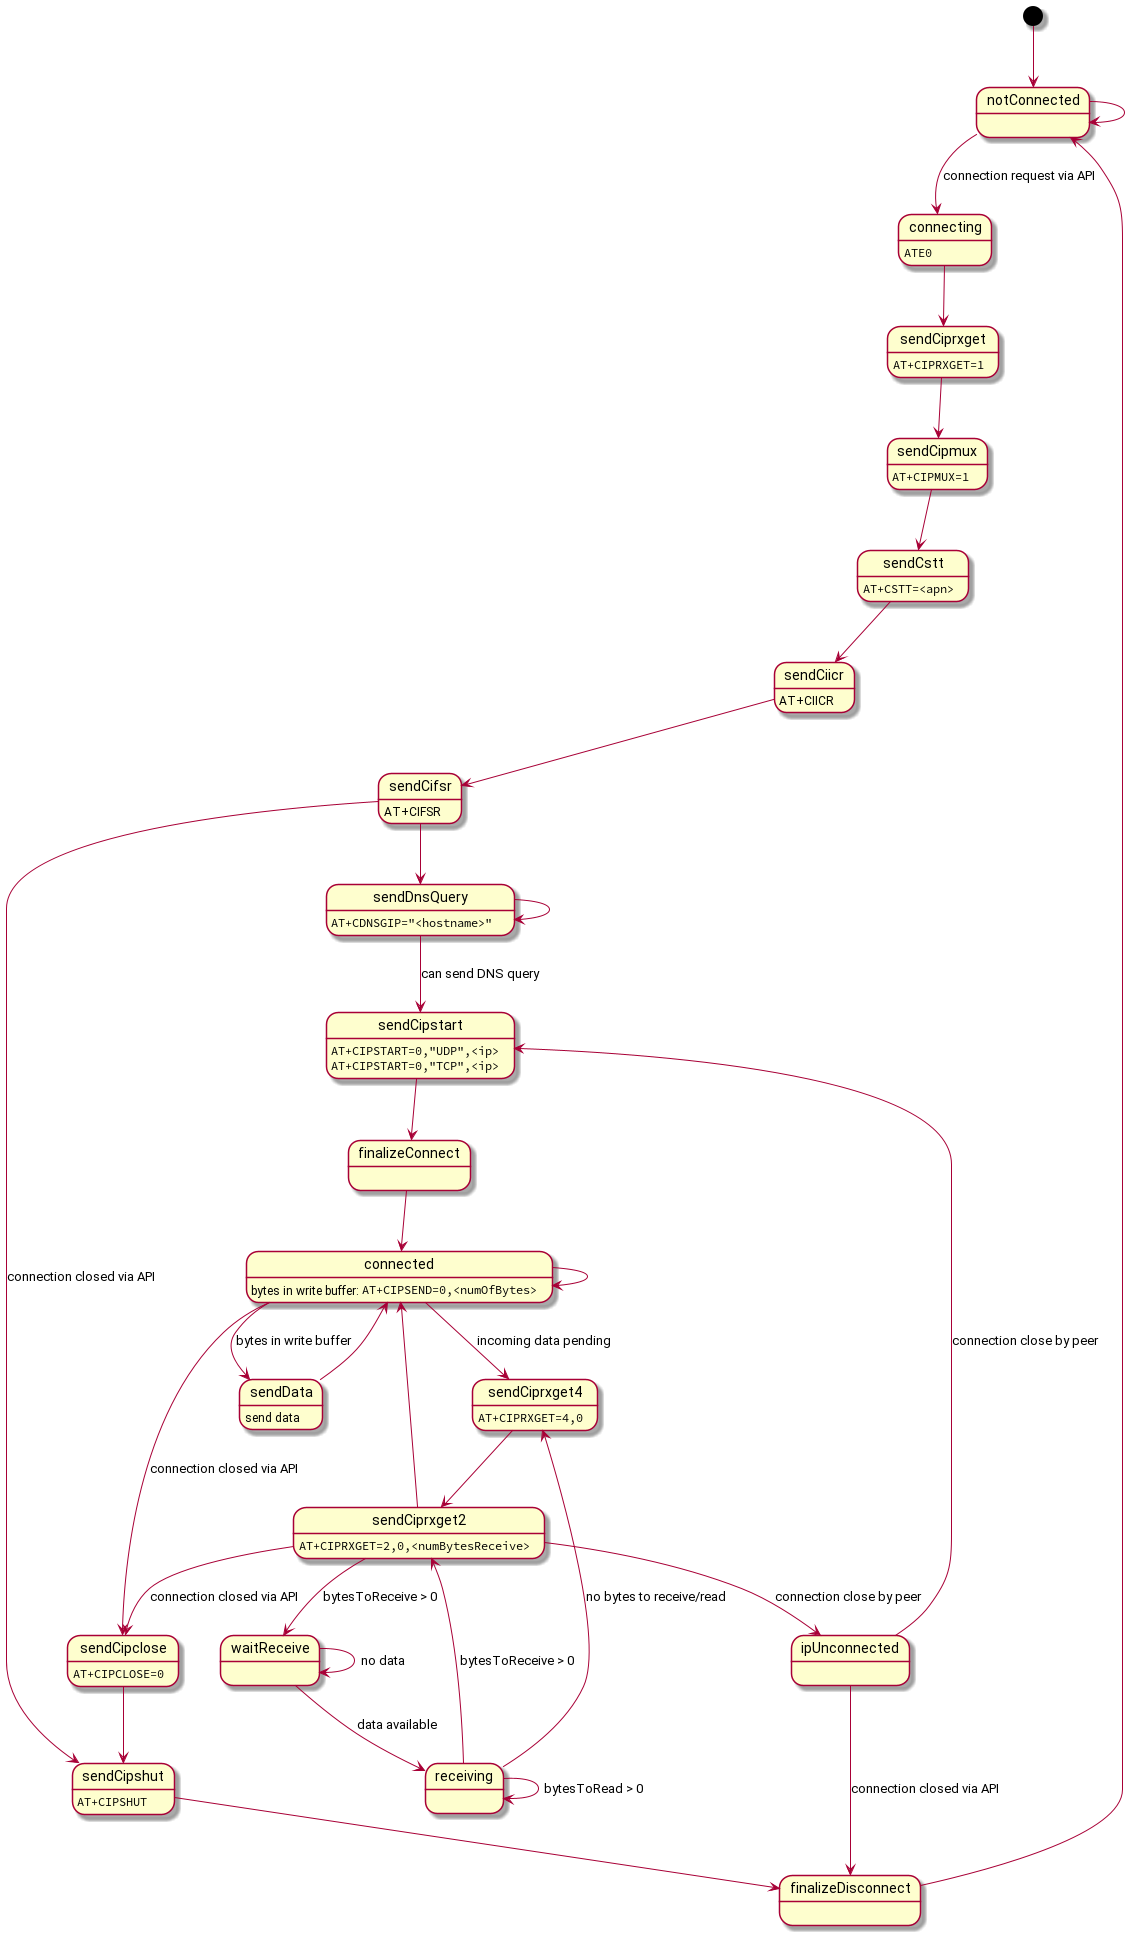 notConnected
connection request via API
connecting
ATE0
sendCiprxget
AT+CIPRXGET=1
sendCipmux
AT+CIPMUX=1
sendCstt
AT+CSTT=<apn>
sendCiicr
AT+CIICR
sendCifsr
AT+CIFSR
sendDnsQuery
AT+CDNSGIP="<hostname>"
can send DNS query
sendCipstart
AT+CIPSTART=0,"UDP",<ip>
AT+CIPSTART=0,"TCP",<ip>
finalizeConnect
connected
connection closed via API
bytes in write buffer: AT+CIPSEND=0,<numOfBytes>
bytes in write buffer
incoming data pending
connection close by peer
sendData
send data
sendCiprxget4
AT+CIPRXGET=4,0
connection closed via API
sendCiprxget2
AT+CIPRXGET=2,0,<numBytesReceive>
connection closed via API
bytesToReceive > 0
no bytes to receive/read
connection close by peer
sendCipclose
AT+CIPCLOSE=0
waitReceive
no data
bytesToReceive > 0
ipUnconnected
data available
sendCipshut
AT+CIPSHUT
receiving
bytesToRead > 0
connection closed via API
finalizeDisconnect